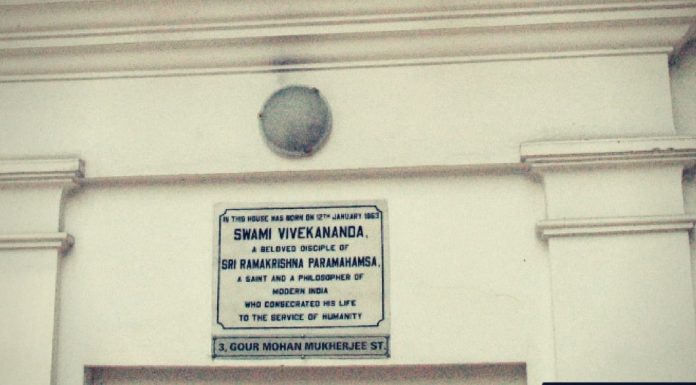 IN THIS HOUSE WAS BORN ON 12TH JANUARY 1863
SWAMI VIVEKANANDA,
A BELOVED DISCIPLE OF
SRI RAMAKRISHNA PARAMAHAMSA,
A SAINT AND A PHILOSOPHER OF
MODERN INDIA
WHO CONSECRATED HIS LIFE
TO THE SERVICE OF HUMANITY
3, GOUR MOHAN MUKHERJEE ST.